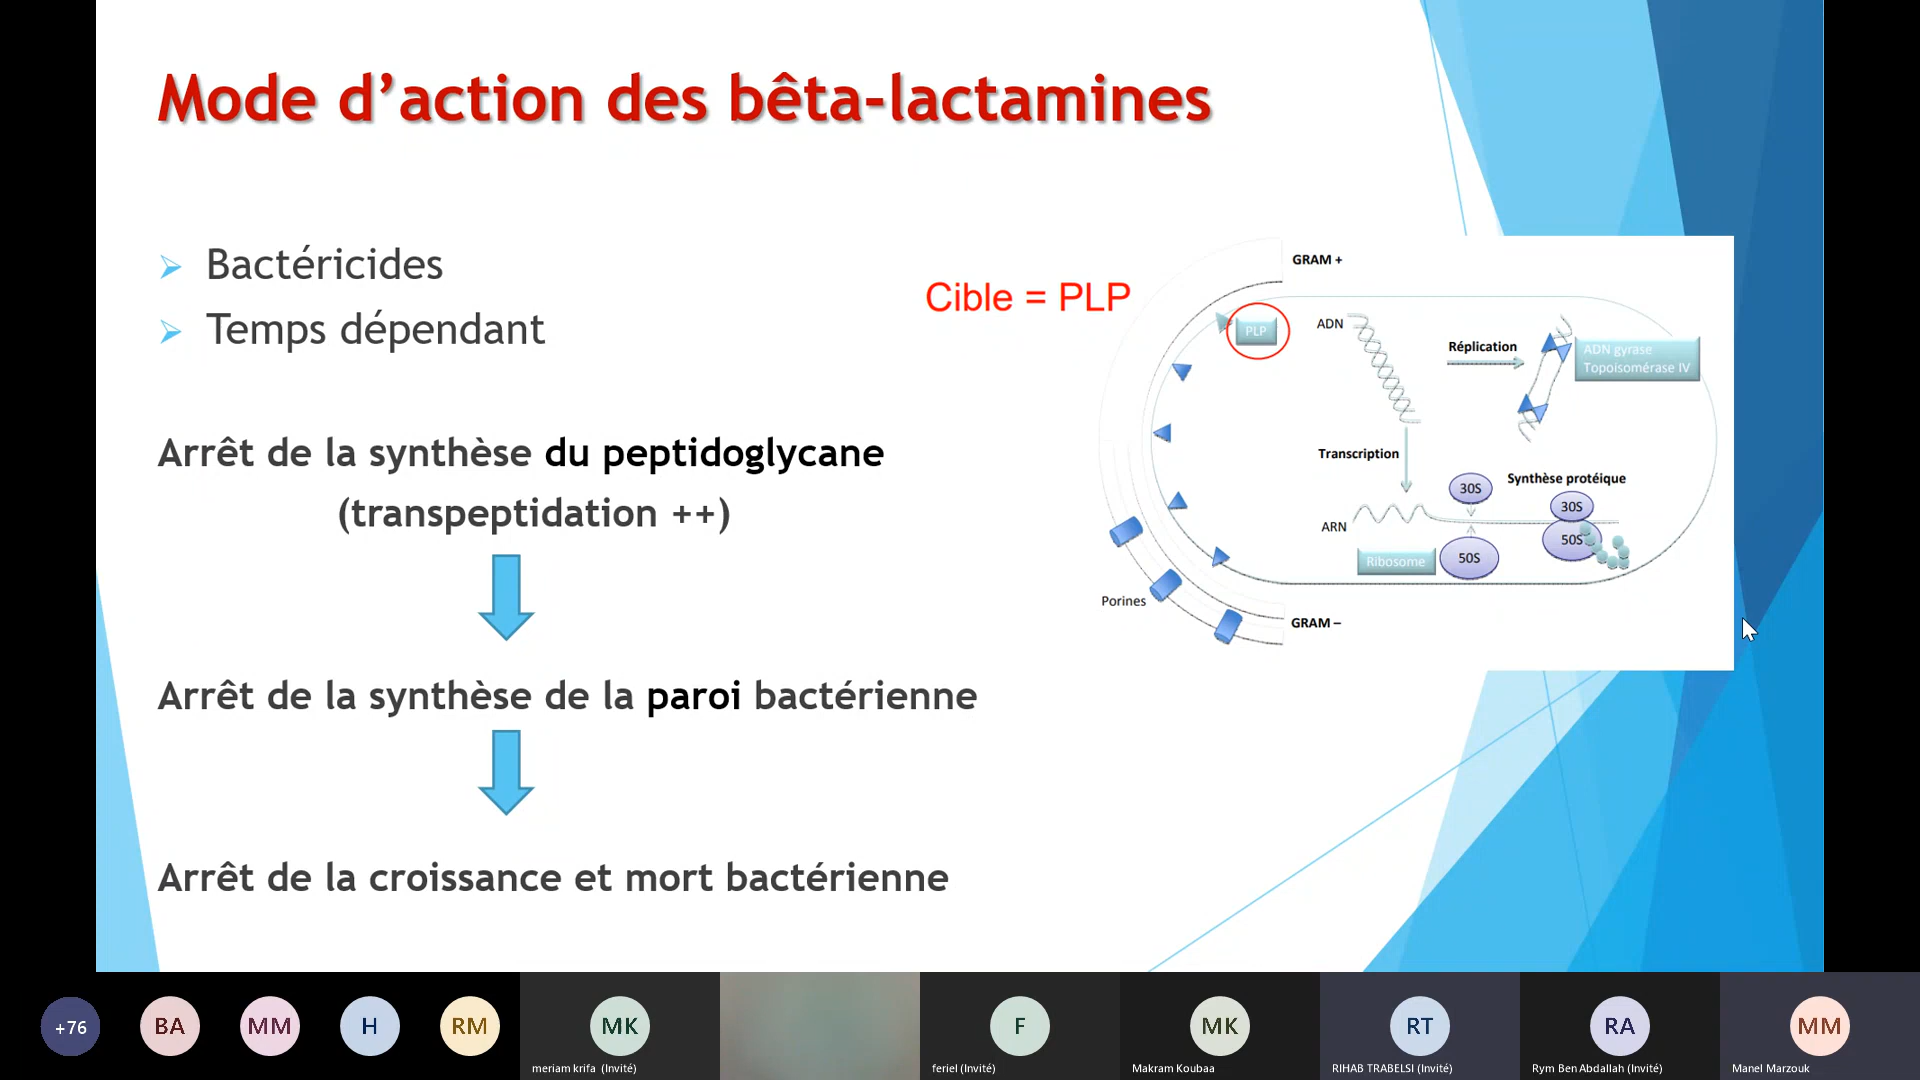 Mode d’action des bêta-lactamines
Bactéricides
Temps dépendant
Arrêt de la synthèse du peptidoglycane
(transpeptidation ++)
Arrêt de la synthèse de la paroi bactérienne
Arrêt de la croissance et mort bactérienne
Cible = PLP
GRAM +
PLP
ADN
Réplication
ADN gyrase
Topoisomérase IV
Transcription
Synthèse protéique
30S
30S
ARN
50S
50S
Ribosome
Porines
GRAM –
+76
BA
MM
H
RM
MK
meriam krifa (Invité)
F
feriel (Invité)
MK
Makram Koubaa
RT
RIHAB TRABELSI (Invité)
RA
Rym Ben Abdallah (Invité)
MM
Manel Marzouk